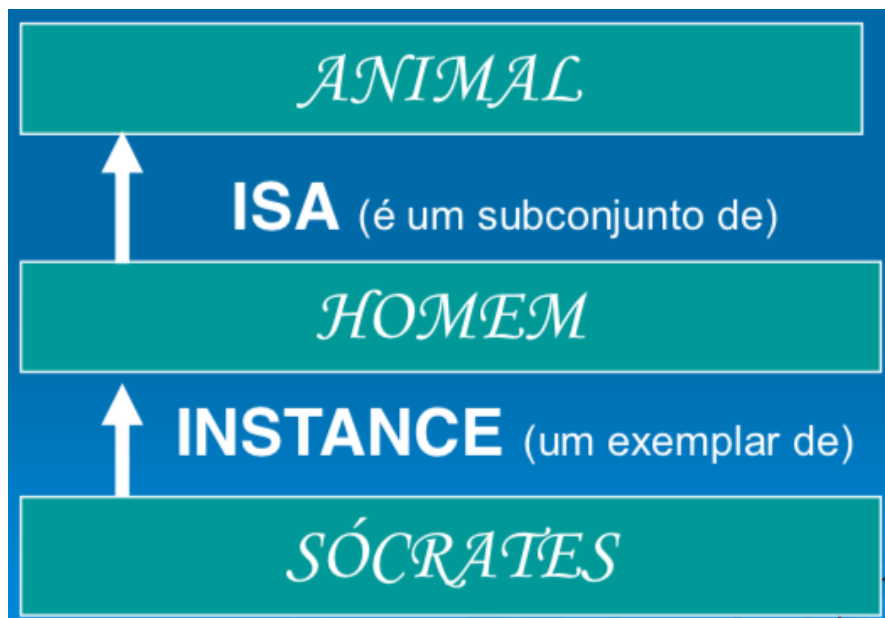 ANIMAL
ISA (é um subconjunto de)
HOMEM
INSTANCE (um exemplar de)
SÓCRATES